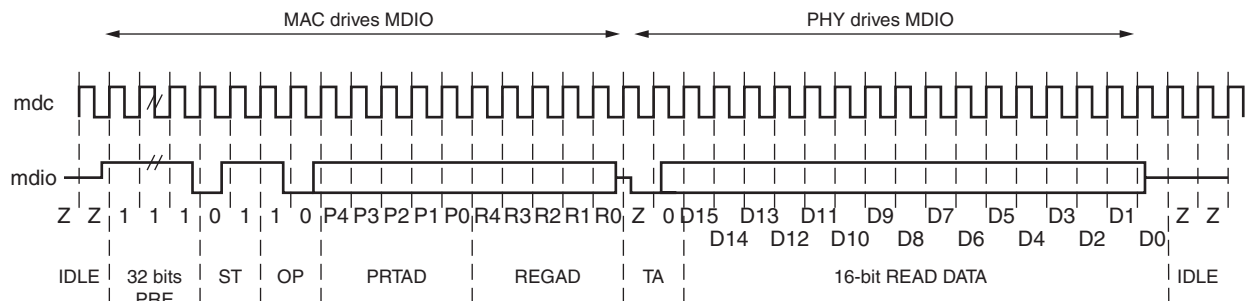 MAC drives MDIO PHY drives MDIO
mdc
mdio
Z Z 1 1 1 0 1 1 0 P4 P3 P2 P1 P0 R4 R3 R2 R1 R0 Z 0 D15 D13 D11 D9 D7 D5 D3 D1 Z Z
D14 D12 D10 D8 D6 D4 D2 D0
IDLE 32 bits ST OP PRTAD REGAD TA 16-bit READ DATA IDLE
PRE